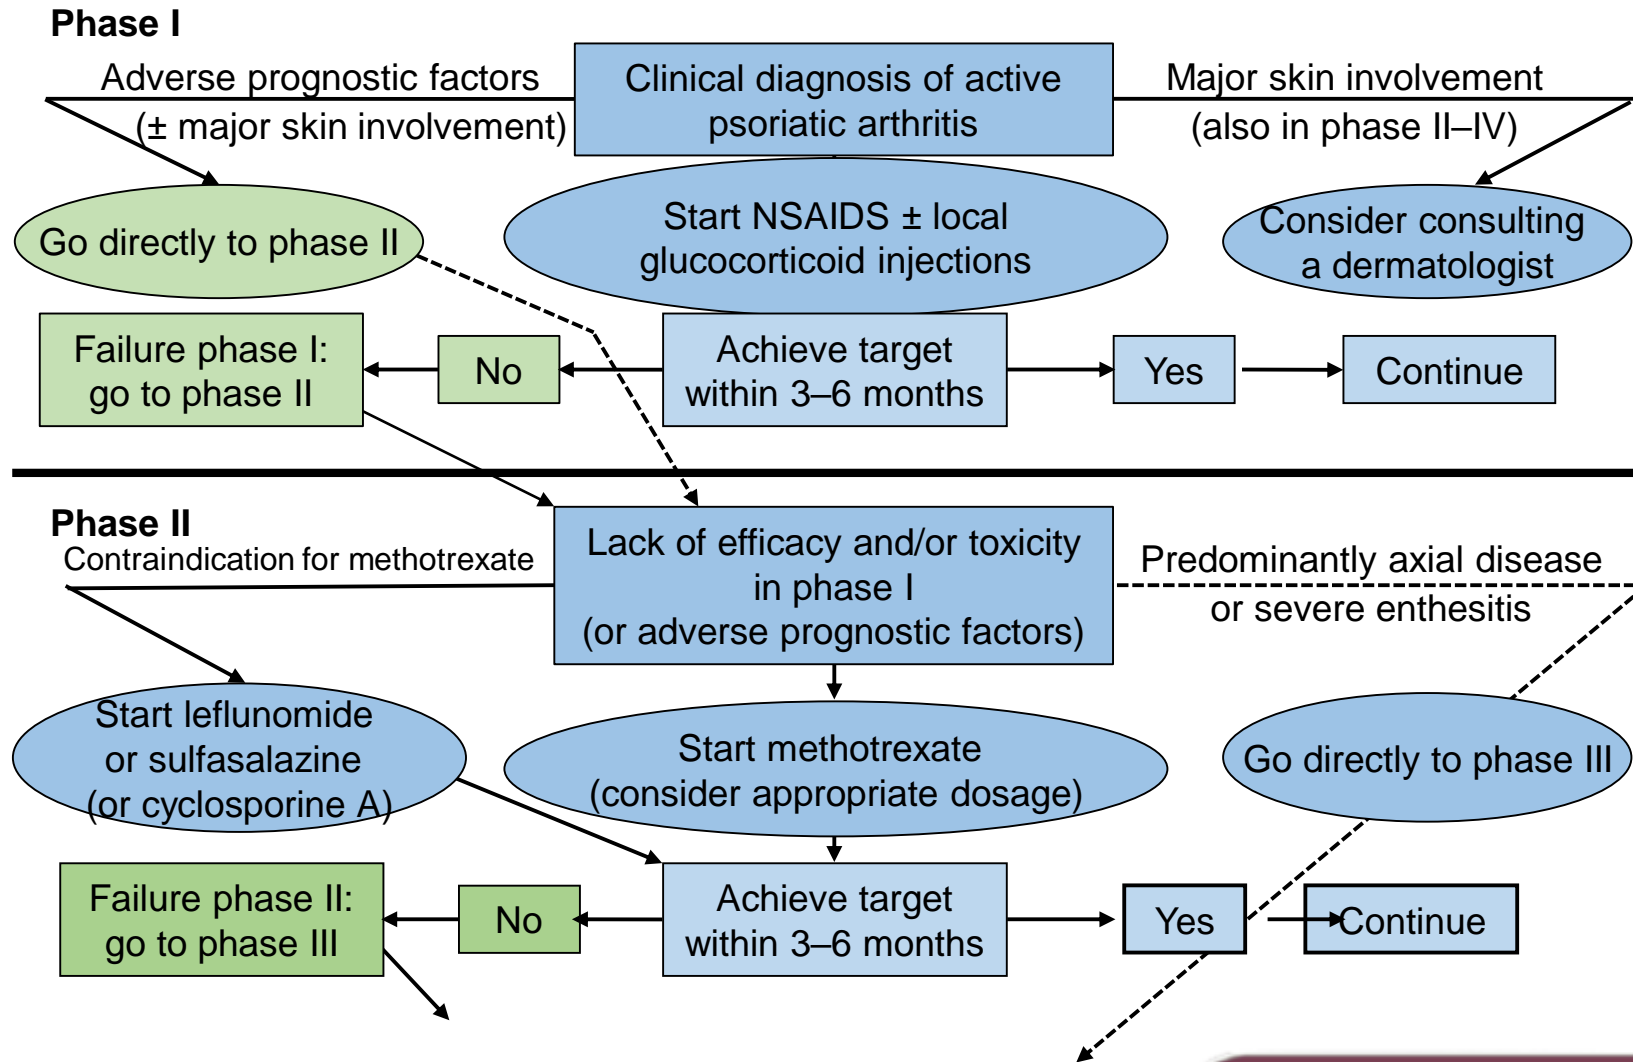 Phase I
Adverse prognostic factors
(± major skin involvement)
Clinical diagnosis of active
psoriatic arthritis
Major skin involvement
(also in phase II–IV)
Go directly to phase II
Start NSAIDS ± local
glucocorticoid injections
Consider consulting
a dermatologist
Failure phase I:
go to phase II
No
Achieve target
within 3–6 months
Yes
Continue
Phase II
Contraindication for methotrexate
Lack of efficacy and/or toxicity
in phase I
(or adverse prognostic factors)
Predominantly axial disease
or severe enthesitis
Start leflunomide
or sulfasalazine
(or cyclosporine A)
Start methotrexate
(consider appropriate dosage)
Go directly to phase III
Failure phase II:
go to phase III
No
Achieve target
within 3–6 months
Yes
Continue